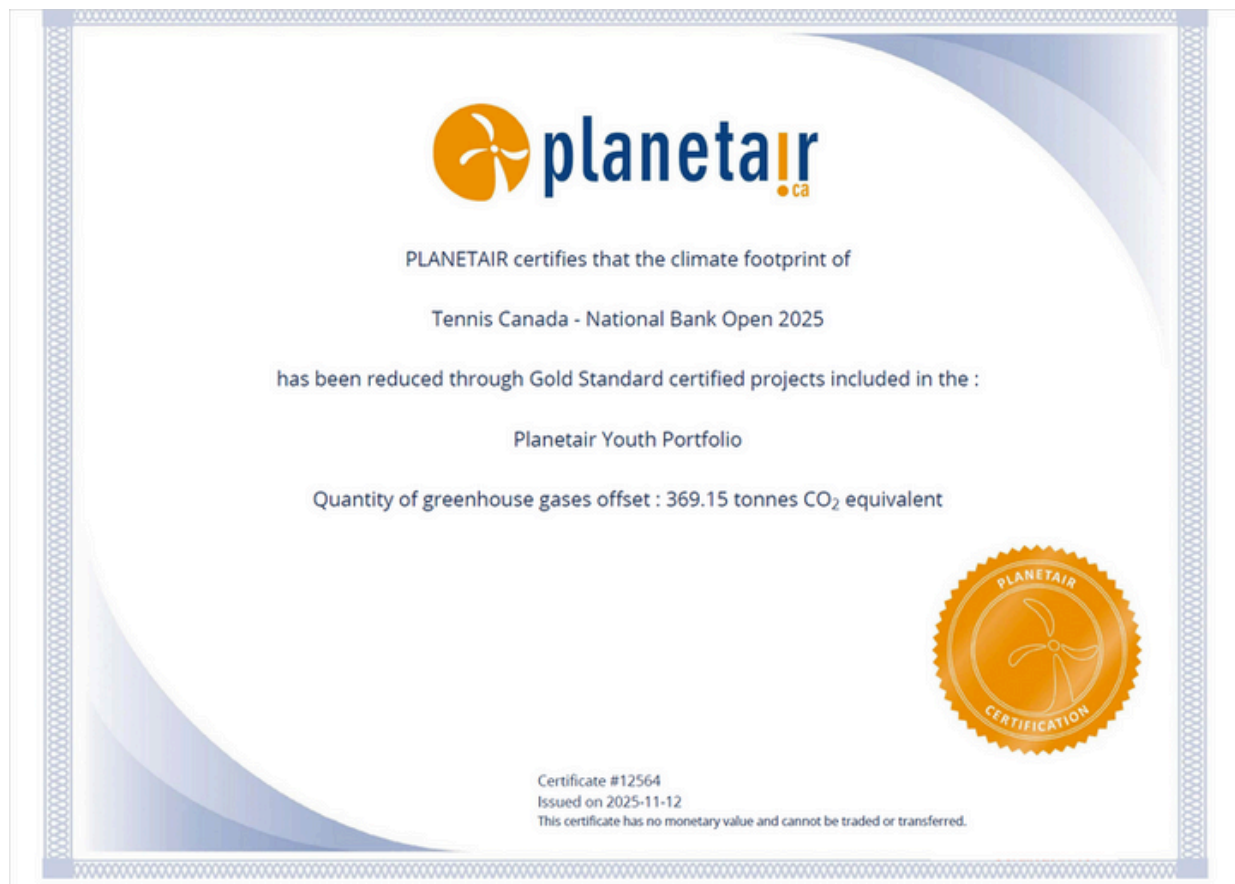 planetair
.ca
PLANETAIR certifies that the climate footprint of
Tennis Canada - National Bank Open 2025
has been reduced through Gold Standard certified projects included in the :
Planetair Youth Portfolio
Quantity of greenhouse gases offset : 369.15 tonnes CO₂ equivalent
PLANETAIR
CERTIFICATION
Certificate #12564
Issued on 2025-11-12
This certificate has no monetary value and cannot be traded or transferred.